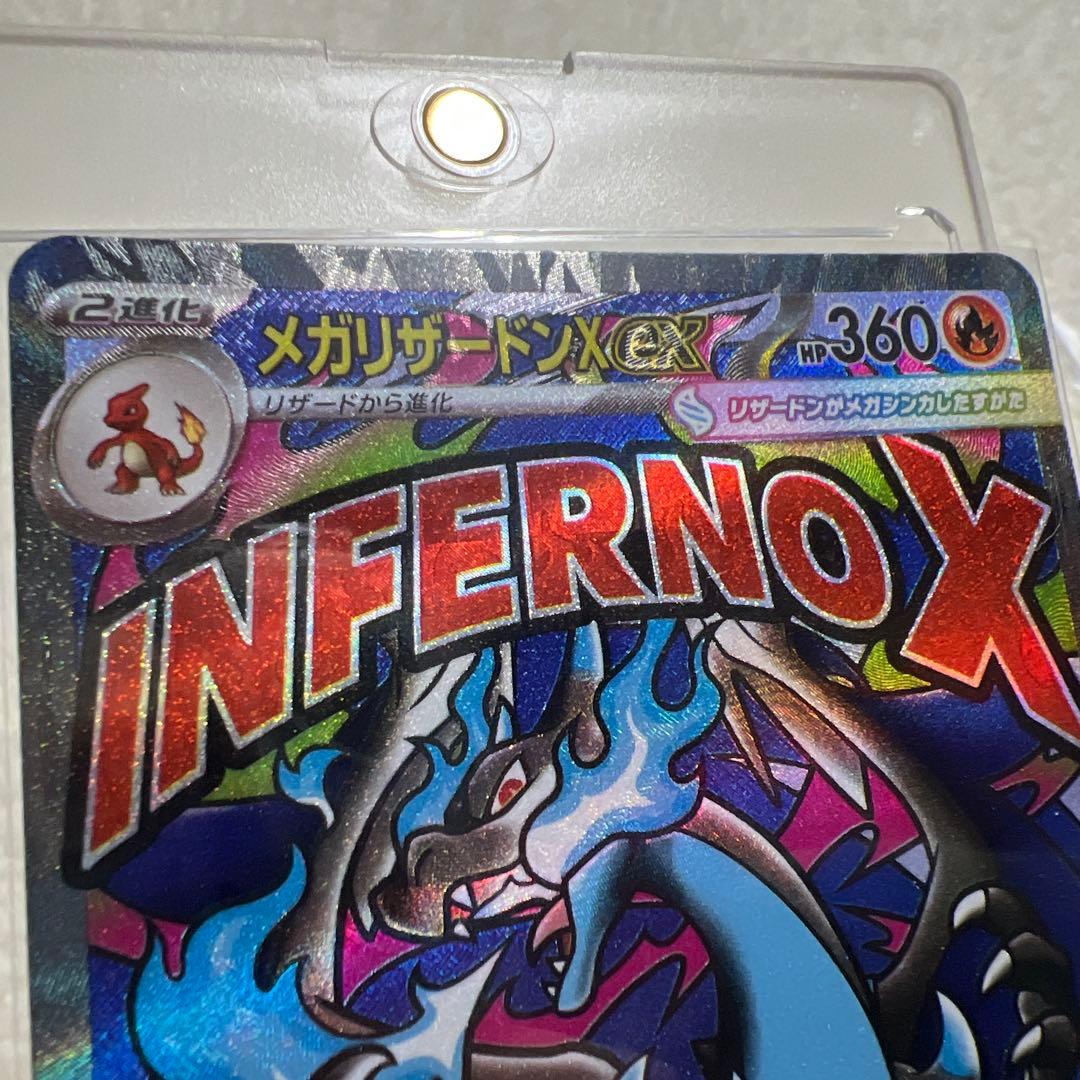 2進化
メガリザードンXex HP360
リザードから進化
リザードンがメガシンカしたすがた
INFERNO X